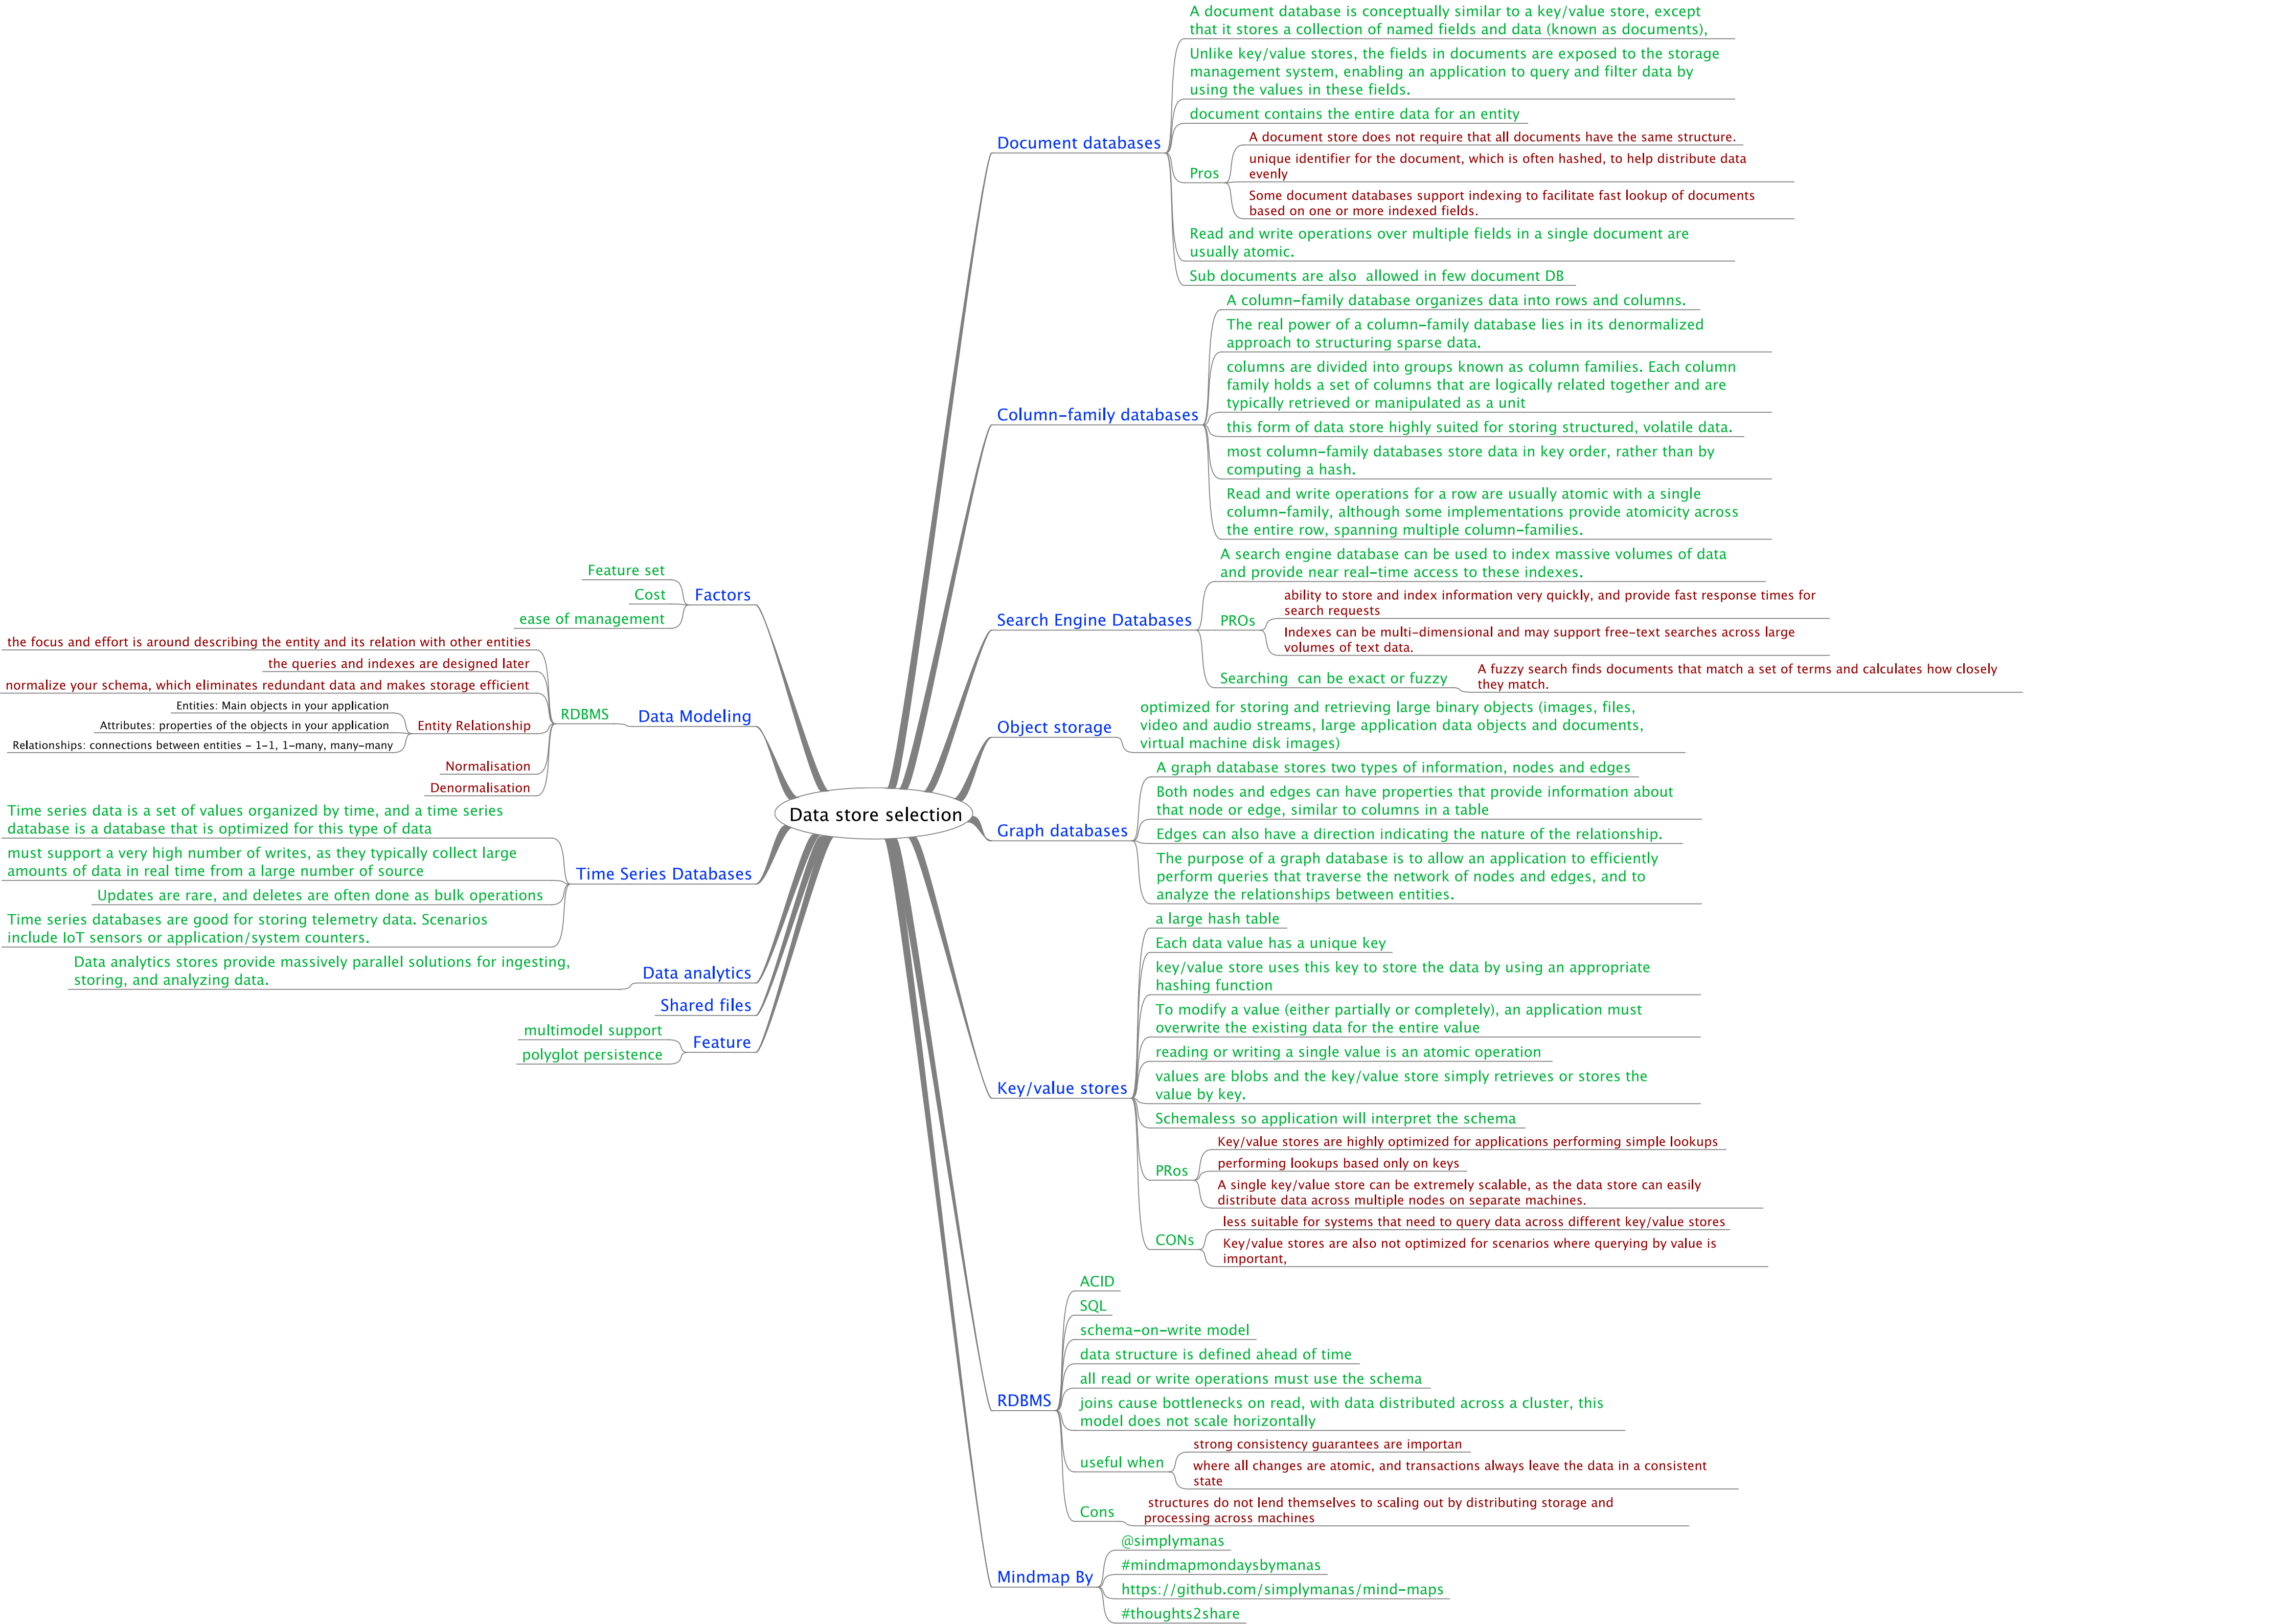 Data store selection
Document databases
A document database is conceptually similar to a key/value store, except
that it stores a collection of named fields and data (known as documents),
Unlike key/value stores, the fields in documents are exposed to the storage
management system, enabling an application to query and filter data by
using the values in these fields.
document contains the entire data for an entity
Pros
A document store does not require that all documents have the same structure.
unique identifier for the document, which is often hashed, to help distribute data
evenly
Some document databases support indexing to facilitate fast lookup of documents
based on one or more indexed fields.
Read and write operations over multiple fields in a single document are
usually atomic.
Sub documents are also  allowed in few document DB
Column-family databases
A column-family database organizes data into rows and columns.
The real power of a column-family database lies in its denormalized
approach to structuring sparse data.
columns are divided into groups known as column families. Each column
family holds a set of columns that are logically related together and are
typically retrieved or manipulated as a unit
this form of data store highly suited for storing structured, volatile data.
most column-family databases store data in key order, rather than by
computing a hash.
Read and write operations for a row are usually atomic with a single
column-family, although some implementations provide atomicity across
the entire row, spanning multiple column-families.
Search Engine Databases
A search engine database can be used to index massive volumes of data
and provide near real-time access to these indexes.
PROs
ability to store and index information very quickly, and provide fast response times for
search requests
Indexes can be multi-dimensional and may support free-text searches across large
volumes of text data.
Searching  can be exact or fuzzy
A fuzzy search finds documents that match a set of terms and calculates how closely
they match.
Object storage
optimized for storing and retrieving large binary objects (images, files,
video and audio streams, large application data objects and documents,
virtual machine disk images)
Graph databases
A graph database stores two types of information, nodes and edges
Both nodes and edges can have properties that provide information about
that node or edge, similar to columns in a table
Edges can also have a direction indicating the nature of the relationship.
The purpose of a graph database is to allow an application to efficiently
perform queries that traverse the network of nodes and edges, and to
analyze the relationships between entities.
Key/value stores
a large hash table
Each data value has a unique key
key/value store uses this key to store the data by using an appropriate
hashing function
To modify a value (either partially or completely), an application must
overwrite the existing data for the entire value
reading or writing a single value is an atomic operation
values are blobs and the key/value store simply retrieves or stores the
value by key.
Schemaless so application will interpret the schema
PRos
Key/value stores are highly optimized for applications performing simple lookups
performing lookups based only on keys
A single key/value store can be extremely scalable, as the data store can easily
distribute data across multiple nodes on separate machines.
CONs
less suitable for systems that need to query data across different key/value stores
Key/value stores are also not optimized for scenarios where querying by value is
important,
RDBMS
ACID
SQL
schema-on-write model
data structure is defined ahead of time
all read or write operations must use the schema
joins cause bottlenecks on read, with data distributed across a cluster, this
model does not scale horizontally
useful when
strong consistency guarantees are importan
where all changes are atomic, and transactions always leave the data in a consistent
state
Cons
structures do not lend themselves to scaling out by distributing storage and
processing across machines
Mindmap By
@simplymanas
#mindmapmondaysbymanas
https://github.com/simplymanas/mind-maps
#thoughts2share
Factors
Feature set
Cost
ease of management
Data Modeling
RDBMS
the focus and effort is around describing the entity and its relation with other entities
the queries and indexes are designed later
normalize your schema, which eliminates redundant data and makes storage efficient
Entity Relationship
Entities: Main objects in your application
Attributes: properties of the objects in your application
Relationships: connections between entities - 1-1, 1-many, many-many
Normalisation
Denormalisation
Time Series Databases
Time series data is a set of values organized by time, and a time series
database is a database that is optimized for this type of data
must support a very high number of writes, as they typically collect large
amounts of data in real time from a large number of source
Updates are rare, and deletes are often done as bulk operations
Time series databases are good for storing telemetry data. Scenarios
include IoT sensors or application/system counters.
Data analytics
Data analytics stores provide massively parallel solutions for ingesting,
storing, and analyzing data.
Shared files
Feature
multimodel support
polyglot persistence